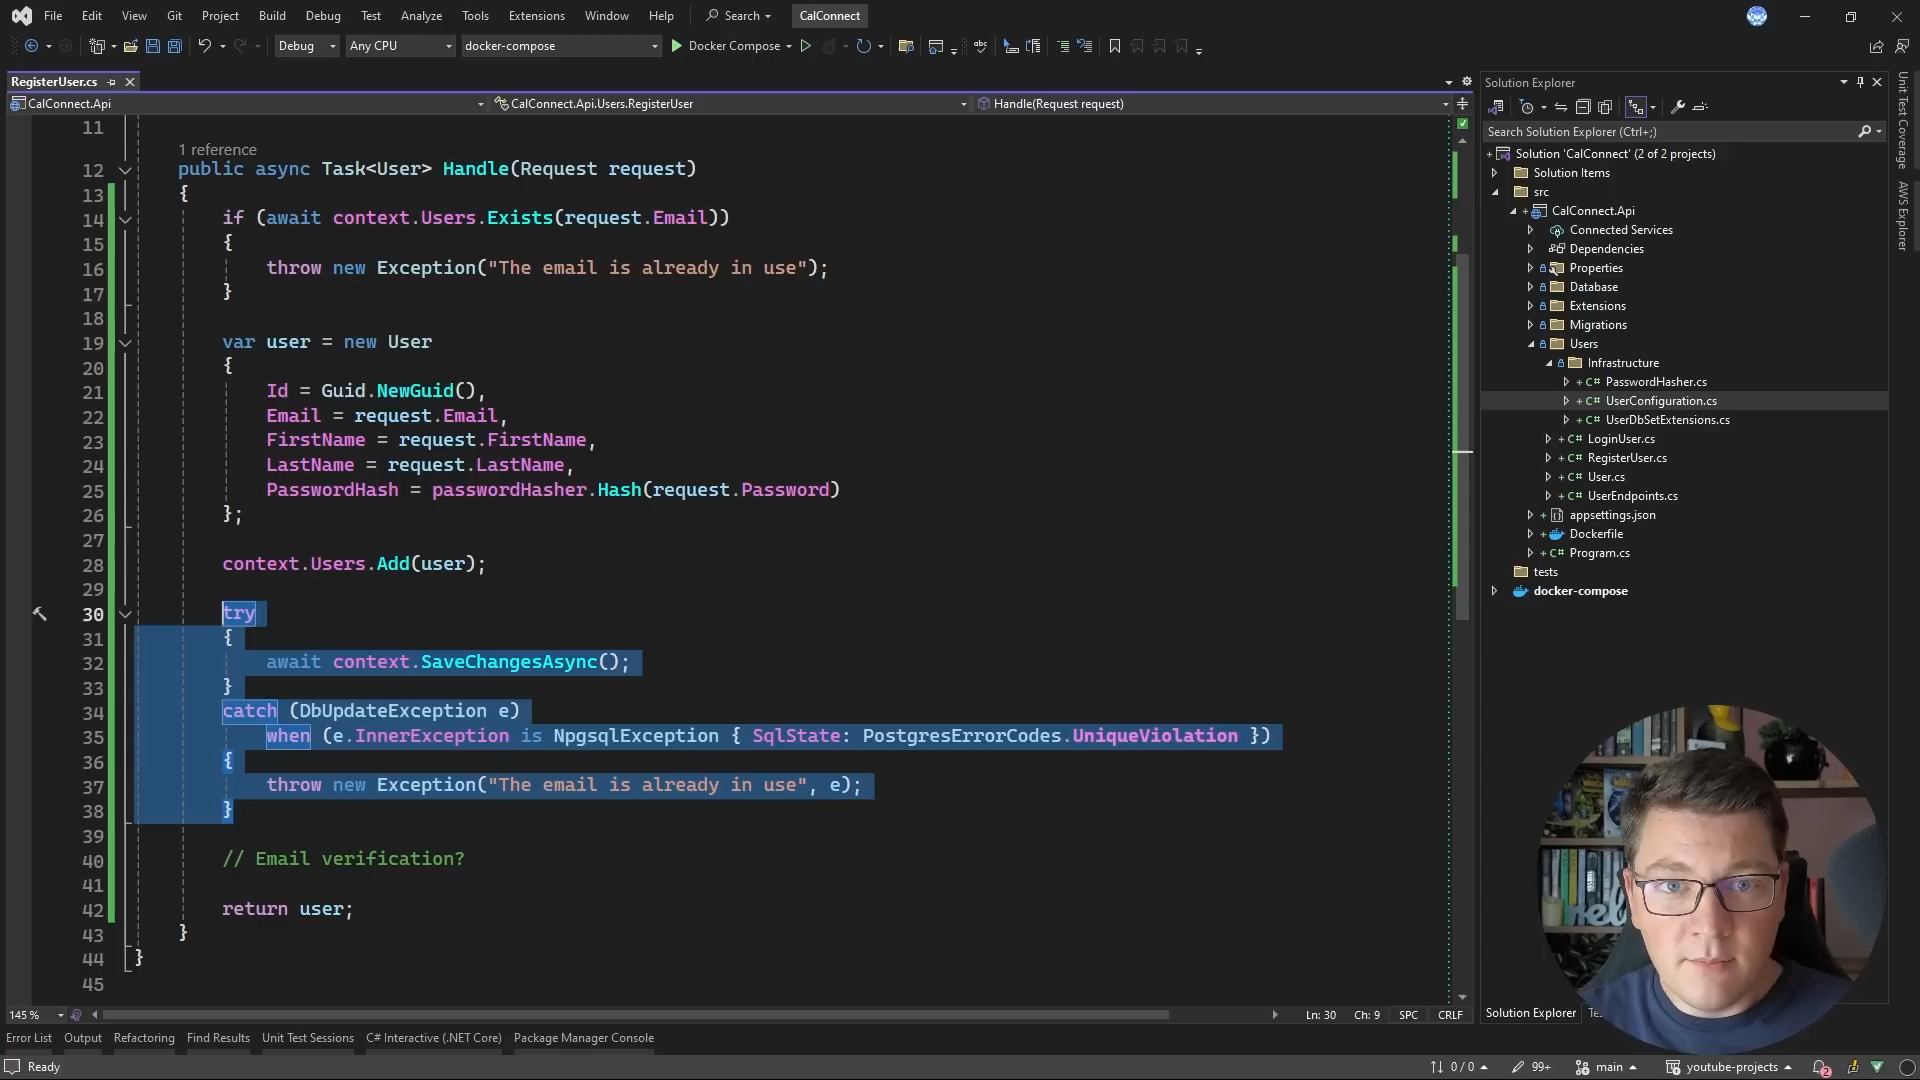 File Edit View Git Project Build Debug Test Analyze Tools Extensions Window Help Search CalConnect
Debug Any CPU docker-compose Docker Compose
RegisterUser.cs
CalConnect.Api CalConnect.Api.Users.RegisterUser Handle(Request request)
11
1 reference
12 public async Task<User> Handle(Request request)
13 {
14 if (await context.Users.Exists(request.Email))
15 {
16 throw new Exception("The email is already in use");
17 }
18
19 var user = new User
20 {
21 Id = Guid.NewGuid(),
22 Email = request.Email,
23 FirstName = request.FirstName,
24 LastName = request.LastName,
25 PasswordHash = passwordHasher.Hash(request.Password)
26 };
27
28 context.Users.Add(user);
29
30 try
31 {
32 await context.SaveChangesAsync();
33 }
34 catch (DbUpdateException e)
35 when (e.InnerException is NpgsqlException { SqlState: PostgresErrorCodes.UniqueViolation })
36 {
37 throw new Exception("The email is already in use", e);
38 }
39
40 // Email verification?
41
42 return user;
43 }
44 }
45
145 % Ln: 30 Ch: 9 SPC CRLF
Error List Output Refactoring Find Results Unit Test Sessions C# Interactive (.NET Core) Package Manager Console
Ready 0 / 0 99+ main youtube-projects 2
Solution Explorer
Search Solution Explorer (Ctrl+;)
Solution 'CalConnect' (2 of 2 projects)
Solution Items
src
CalConnect.Api
Connected Services
Dependencies
Properties
Database
Extensions
Migrations
Users
Infrastructure
C# PasswordHasher.cs
C# UserConfiguration.cs
C# UserDbSetExtensions.cs
C# LoginUser.cs
C# RegisterUser.cs
C# User.cs
C# UserEndpoints.cs
appsettings.json
Dockerfile
C# Program.cs
tests
docker-compose
Solution Explorer
Unit Test Coverage
AWS Explorer